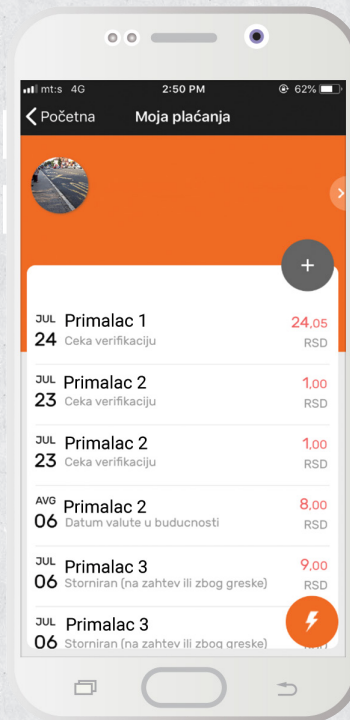 mt:s 4G 2:50 PM 62%
Početna Moja plaćanja
JUL Primalac 1 24,05
24 Ceka verifikaciju RSD
JUL Primalac 2 1,00
23 Ceka verifikaciju RSD
JUL Primalac 2 1,00
23 Ceka verifikaciju RSD
AVG Primalac 2 8,00
06 Datum valute u buducnosti RSD
JUL Primalac 3 9,00
06 Storniran (na zahtev ili zbog greske) RSD
JUL Primalac 3
06 Storniran (na zahtev ili zbog greske)